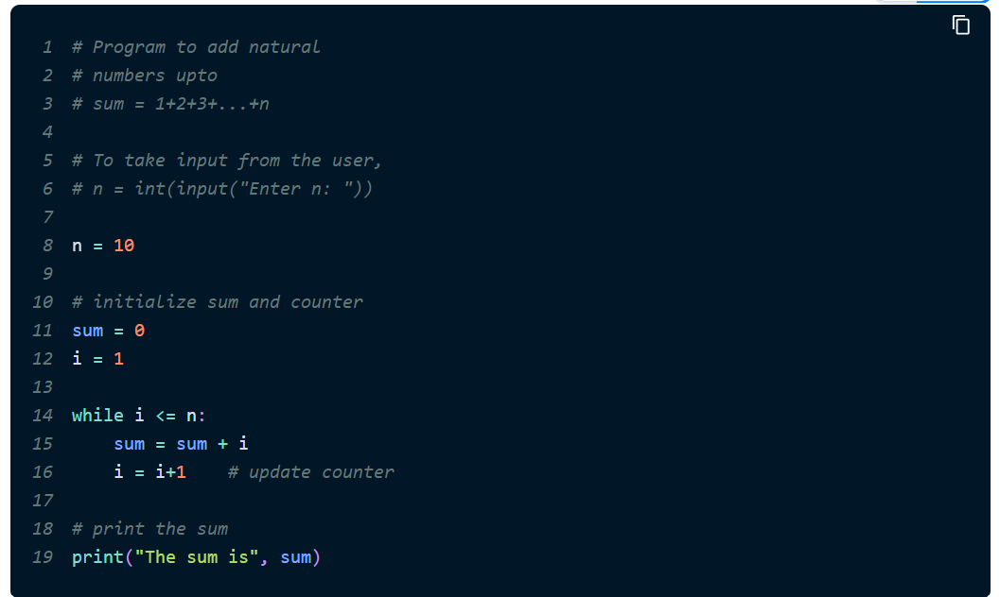 1 # Program to add natural
2 # numbers upto
3 # sum = 1+2+3+...+n
4
5 # To take input from the user,
6 # n = int(input("Enter n: "))
7
8 n = 10
9
10 # initialize sum and counter
11 sum = 0
12 i = 1
13
14 while i <= n:
15     sum = sum + i
16     i = i+1    # update counter
17
18 # print the sum
19 print("The sum is", sum)